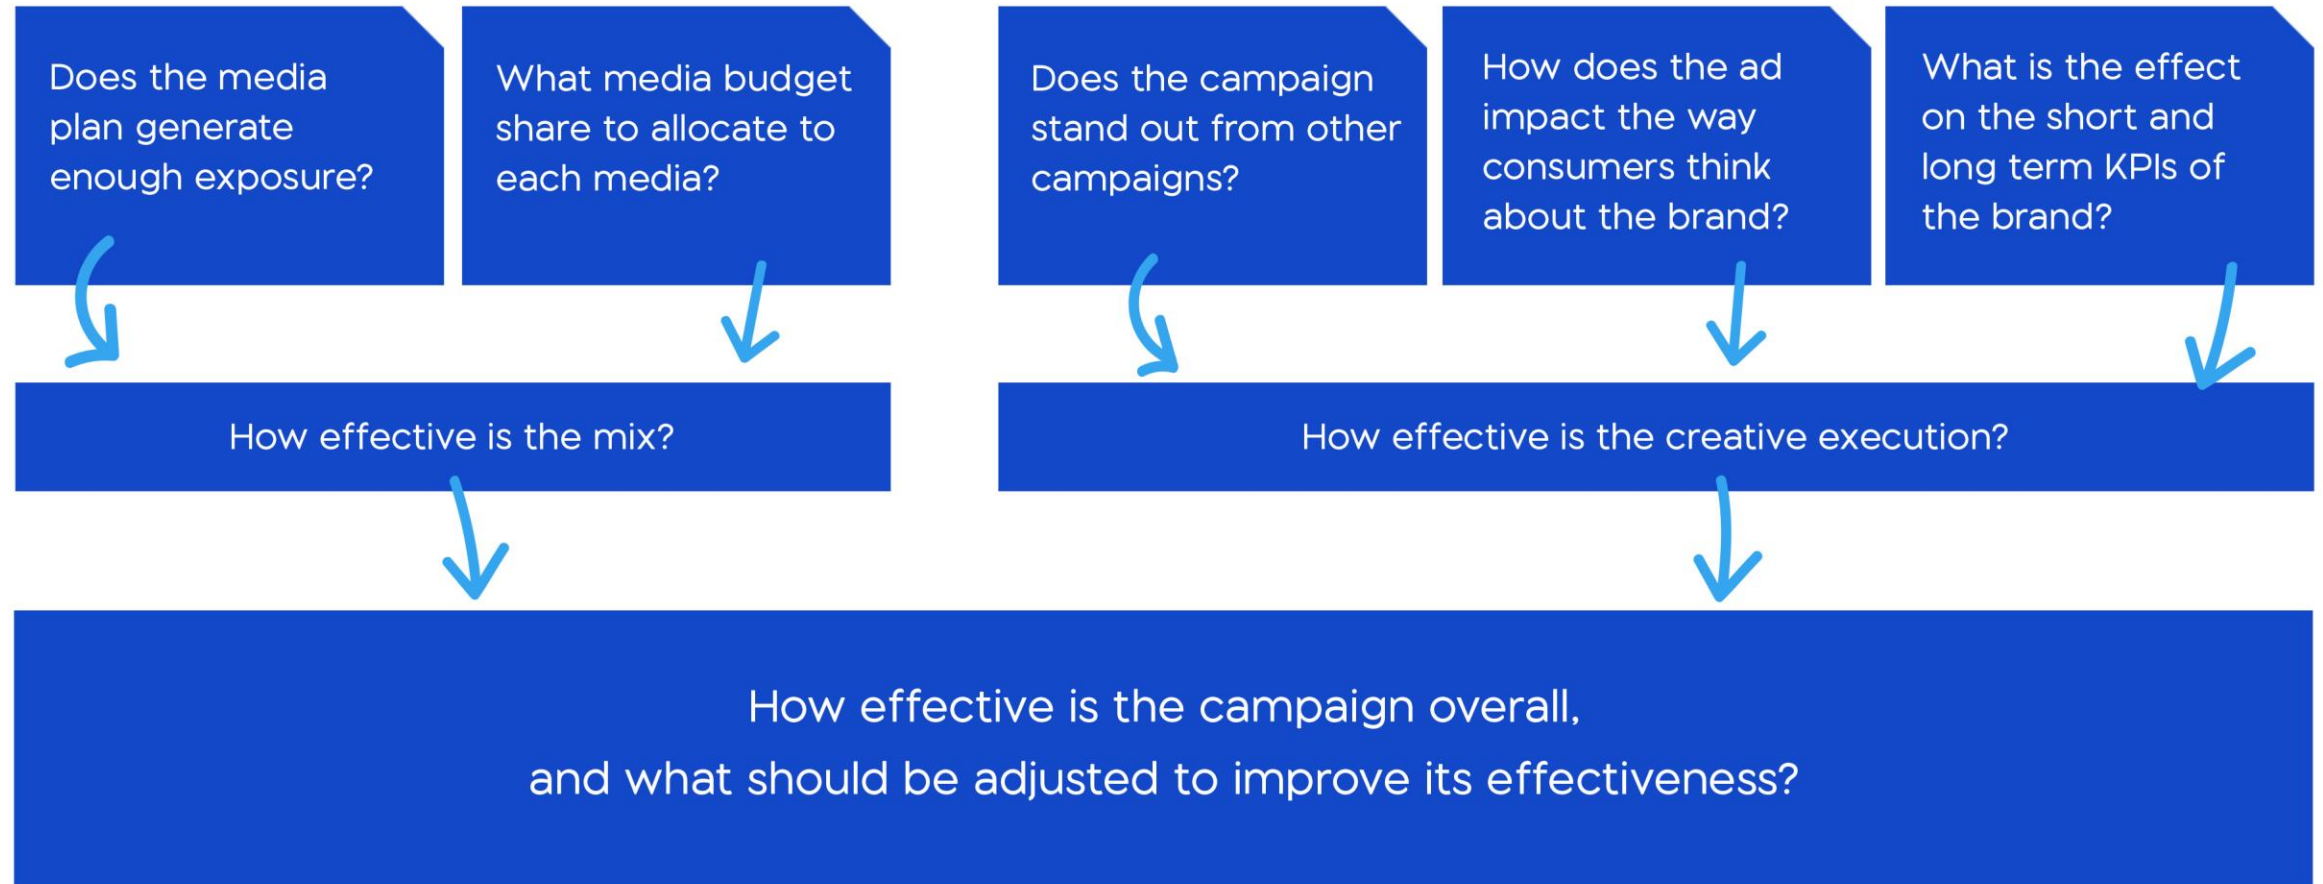 Does the media
plan generate
enough exposure?
What media budget
share to allocate to
each media?
Does the campaign
stand out from other
campaigns?
How does the ad
impact the way
consumers think
about the brand?
What is the effect
on the short and
long term KPIs of
the brand?
How effective is the mix?
How effective is the creative execution?
How effective is the campaign overall,
and what should be adjusted to improve its effectiveness?